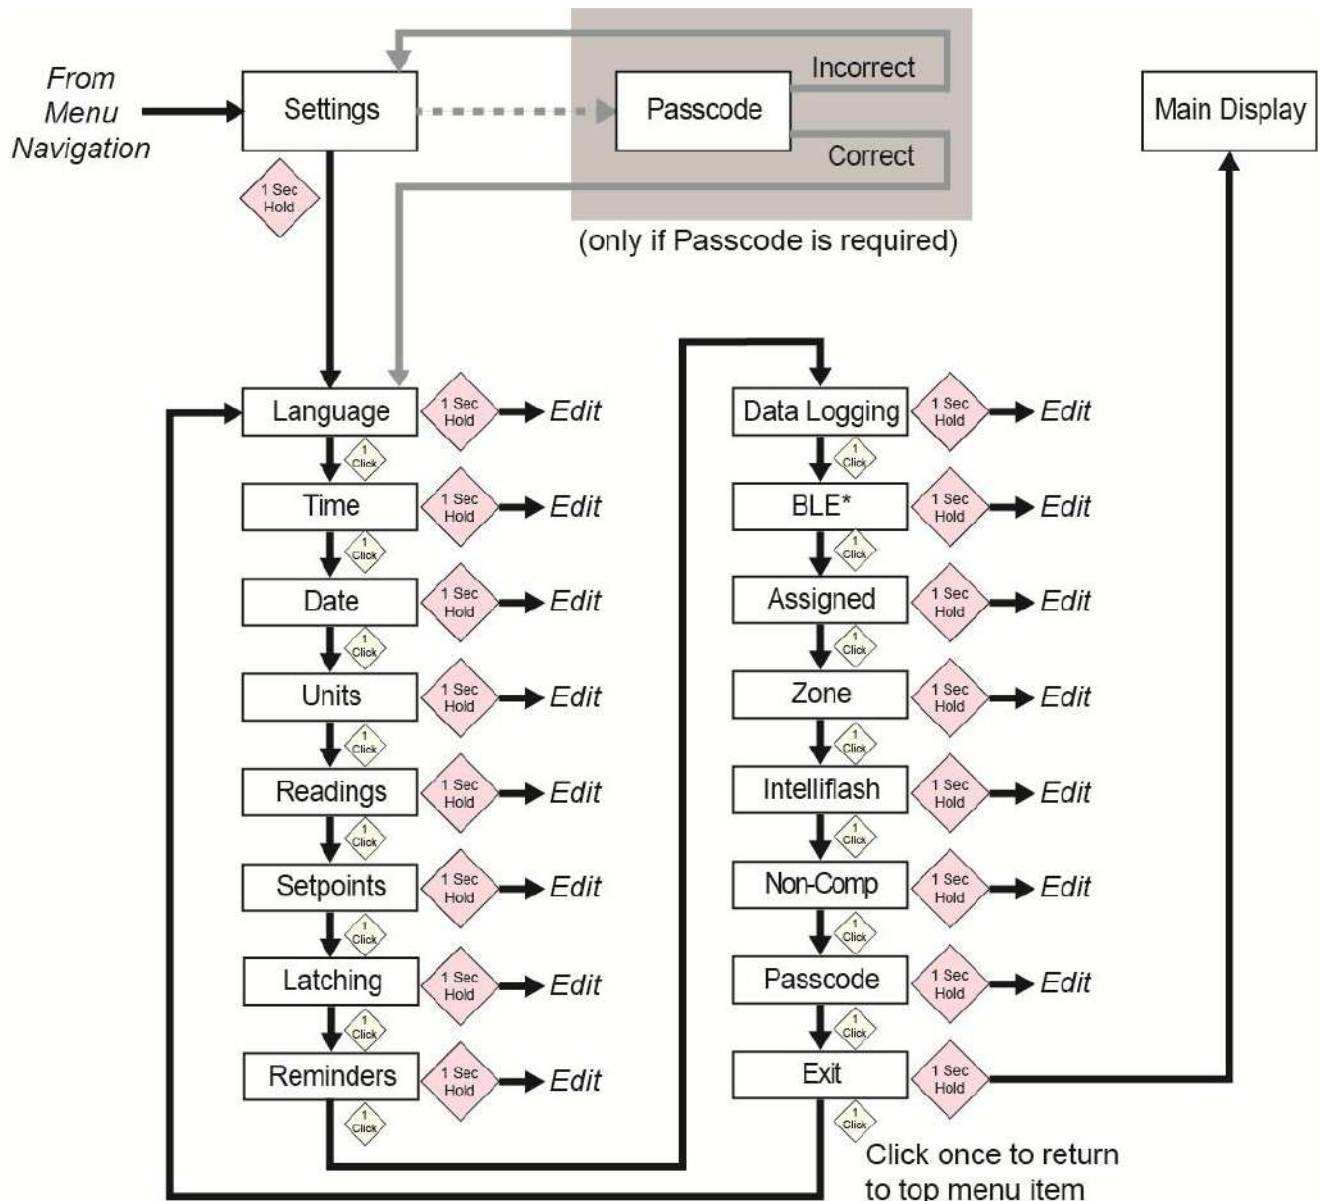 From
Menu
Navigation
Settings
Passcode
Incorrect
Correct
Main Display
1 Sec
Hold
(only if Passcode is required)
Language
1 Sec
Hold
Edit
1
Click
Time
1 Sec
Hold
Edit
1
Click
Date
1 Sec
Hold
Edit
1
Click
Units
1 Sec
Hold
Edit
1
Click
Readings
1 Sec
Hold
Edit
1
Click
Setpoints
1 Sec
Hold
Edit
1
Click
Latching
1 Sec
Hold
Edit
1
Click
Reminders
1 Sec
Hold
Edit
1
Click
Data Logging
1 Sec
Hold
Edit
1
Click
BLE*
1 Sec
Hold
Edit
1
Click
Assigned
1 Sec
Hold
Edit
1
Click
Zone
1 Sec
Hold
Edit
1
Click
Intelliflash
1 Sec
Hold
Edit
1
Click
Non-Comp
1 Sec
Hold
Edit
1
Click
Passcode
1 Sec
Hold
Edit
1
Click
Exit
1 Sec
Hold
1
Click
Click once to return
to top menu item